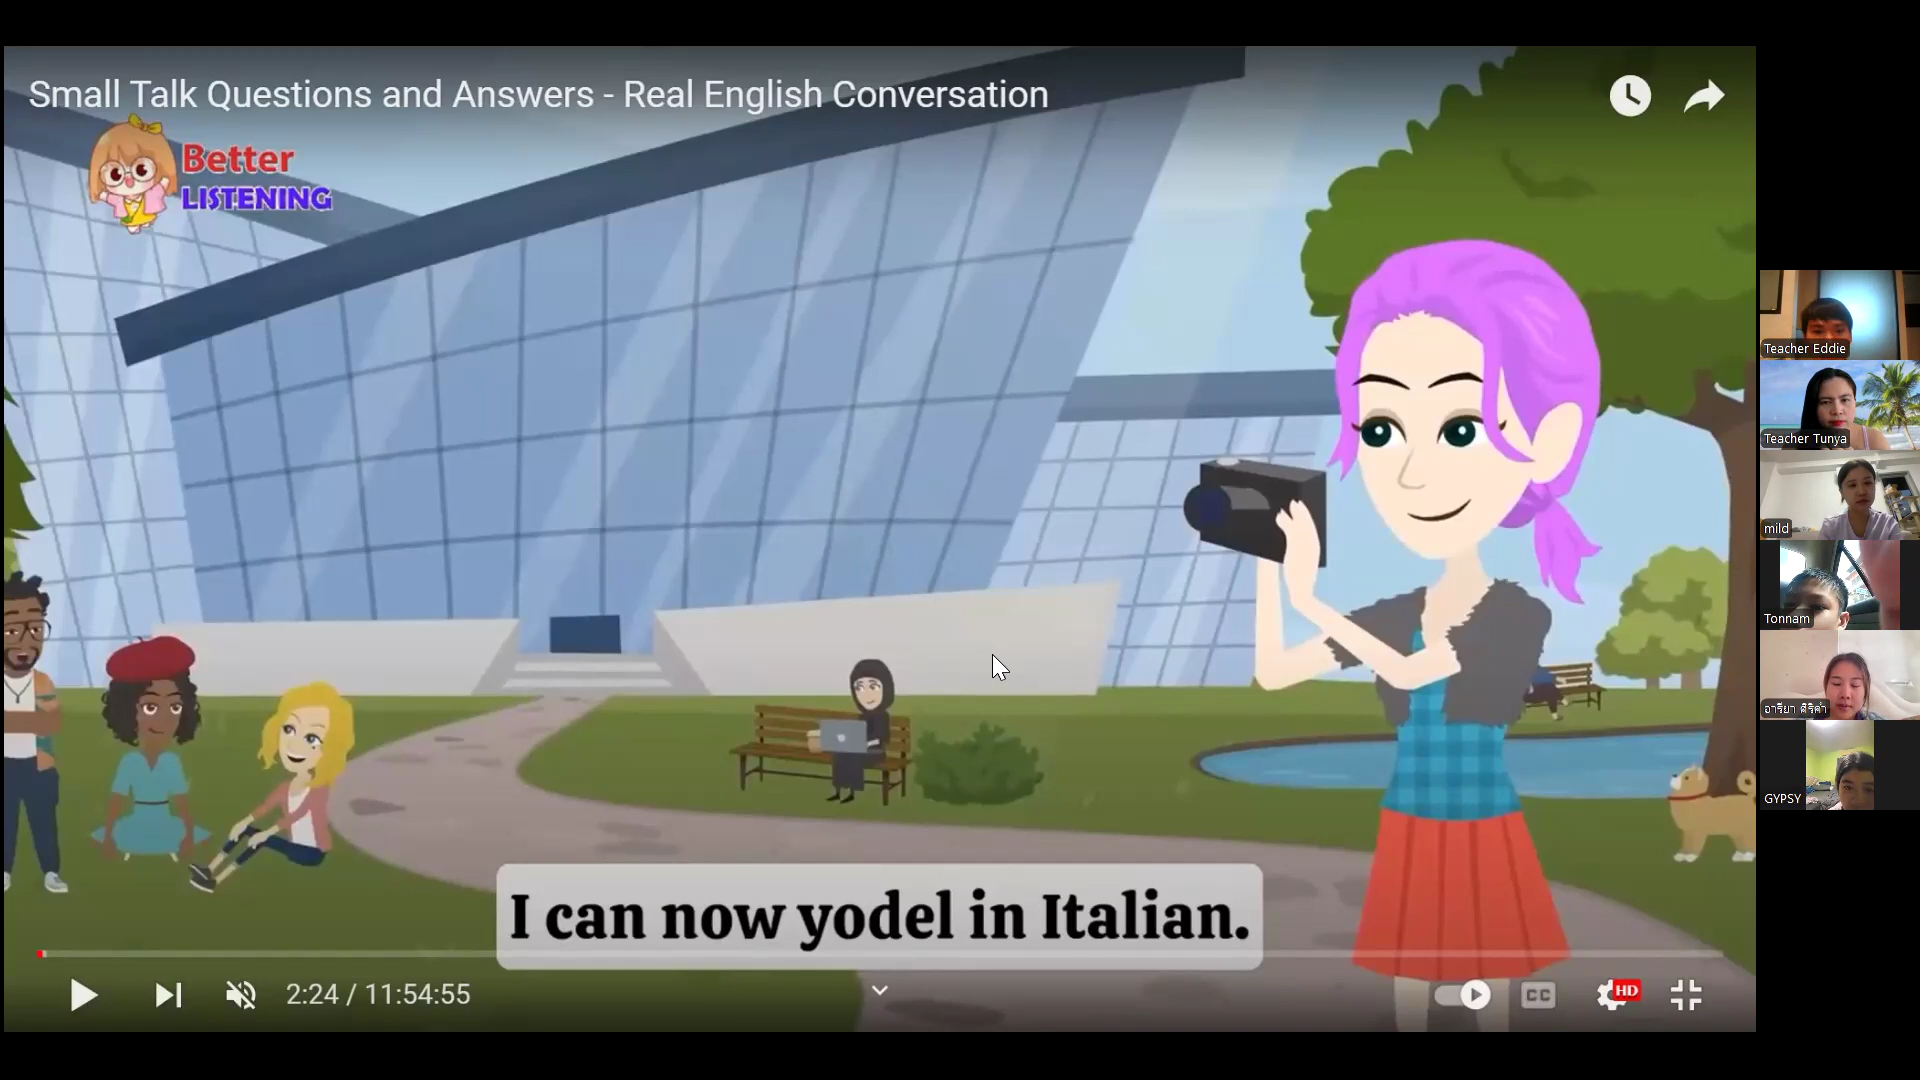 Small Talk Questions and Answers - Real English Conversation
Better
LISTENING
I can now yodel in Italian.
2:24 / 11:54:55
CC
HD
Teacher Eddie
Teacher Tunya
mild
Tonnam
อารียา ศิริคำ
GYPSY